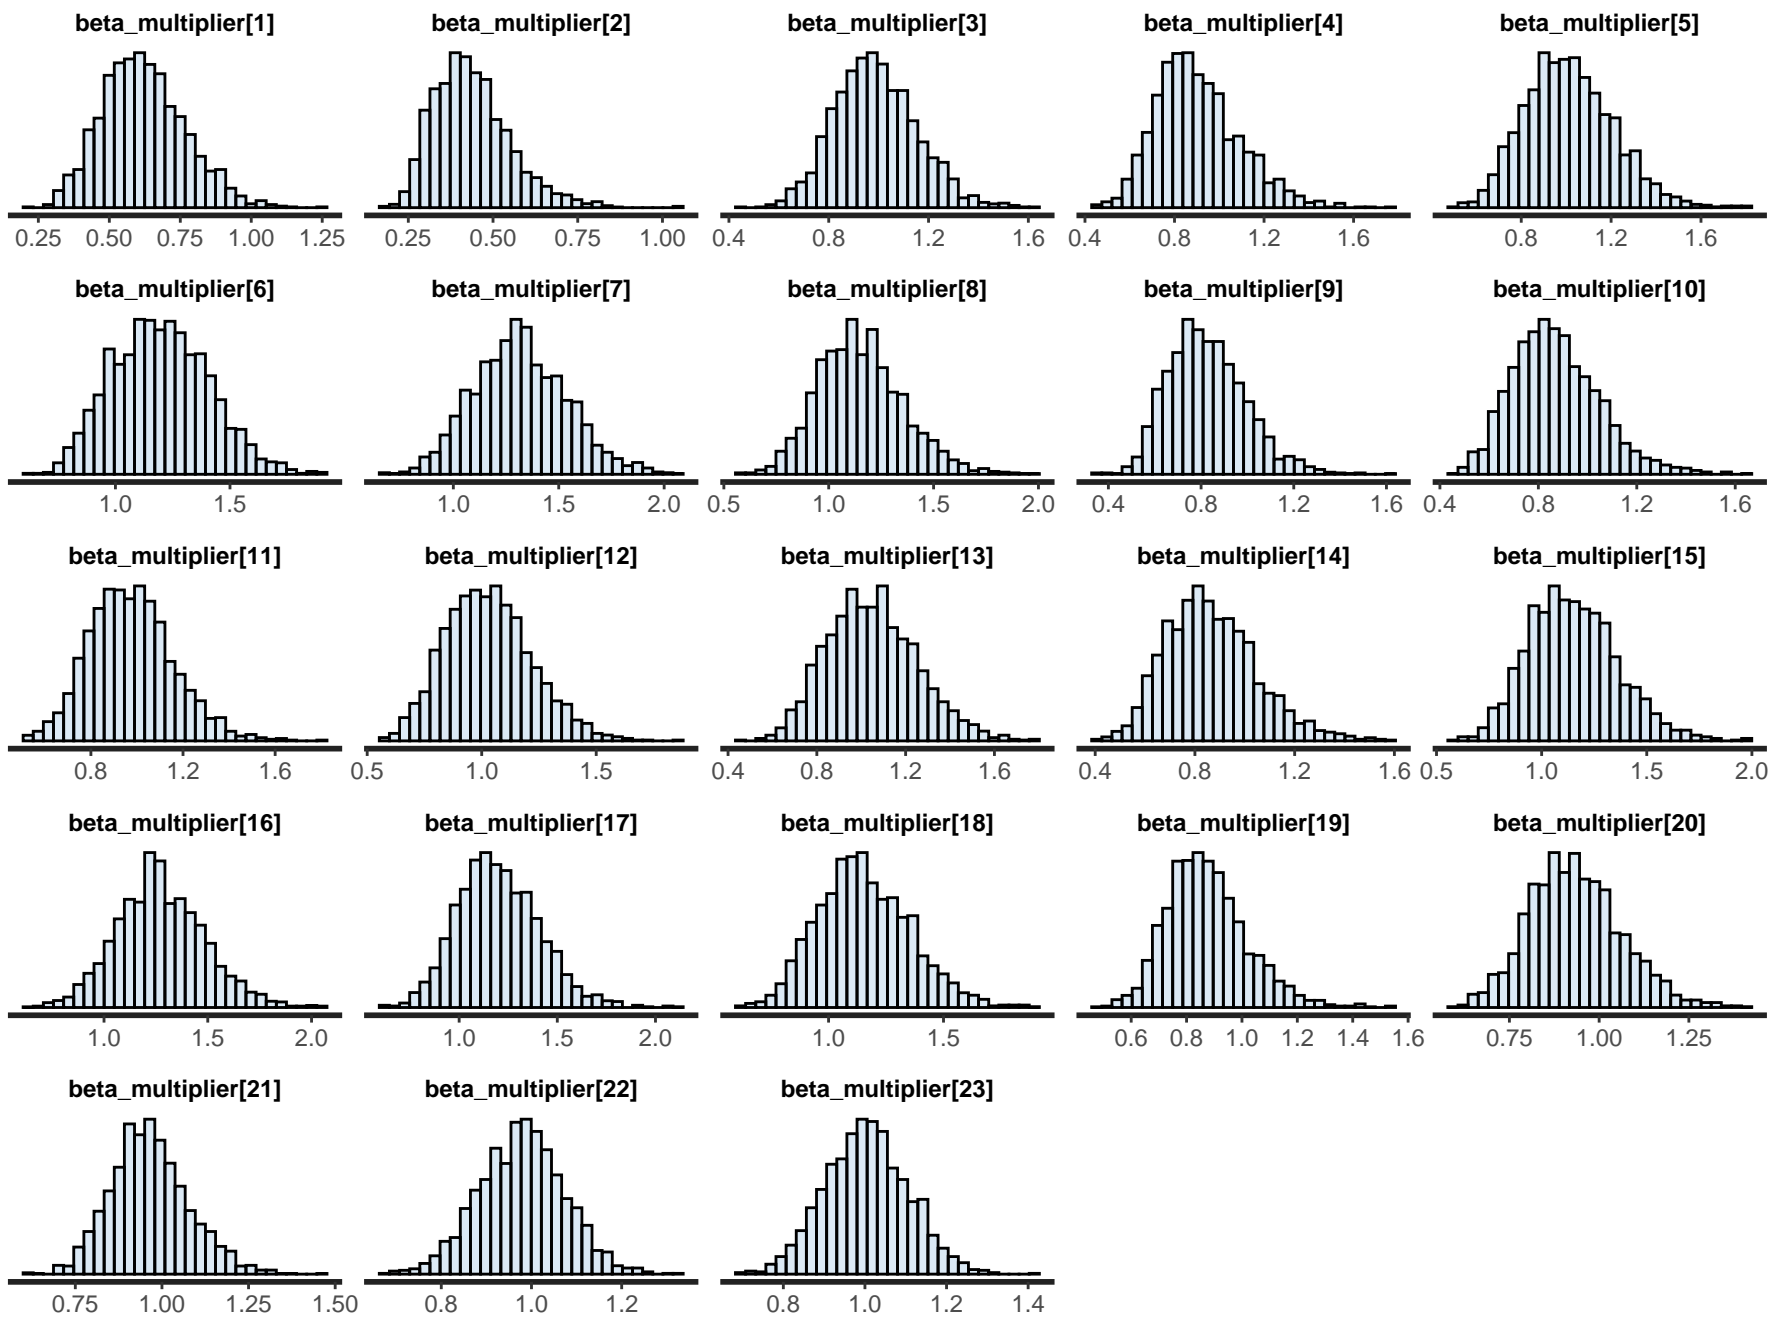 beta_multiplier[1] beta_multiplier[2] beta_multiplier[3] beta_multiplier[4] beta_multiplier[5]
0.25 0.50 0.75 1.00 1.25 0.25 0.50 0.75 1.00 0.4 0.8 1.2 1.6 0.4 0.8 1.2 1.6 0.8 1.2 1.6
beta_multiplier[6] beta_multiplier[7] beta_multiplier[8] beta_multiplier[9] beta_multiplier[10]
1.0 1.5 1.0 1.5 2.0 0.5 1.0 1.5 2.0 0.4 0.8 1.2 1.6 0.4 0.8 1.2 1.6
beta_multiplier[11] beta_multiplier[12] beta_multiplier[13] beta_multiplier[14] beta_multiplier[15]
0.8 1.2 1.6 0.5 1.0 1.5 0.4 0.8 1.2 1.6 0.4 0.8 1.2 1.6 0.5 1.0 1.5 2.0
beta_multiplier[16] beta_multiplier[17] beta_multiplier[18] beta_multiplier[19] beta_multiplier[20]
1.0 1.5 2.0 1.0 1.5 2.0 1.0 1.5 0.6 0.8 1.0 1.2 1.4 1.6 0.75 1.00 1.25
beta_multiplier[21] beta_multiplier[22] beta_multiplier[23]
0.75 1.00 1.25 1.50 0.8 1.0 1.2 0.8 1.0 1.2 1.4